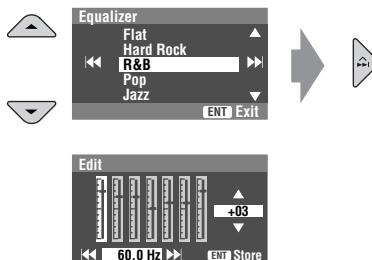 Equalizer
Flat
Hard Rock
R&B
Pop
Jazz
ENT Exit
Edit
+03
60.0 Hz
ENT Store